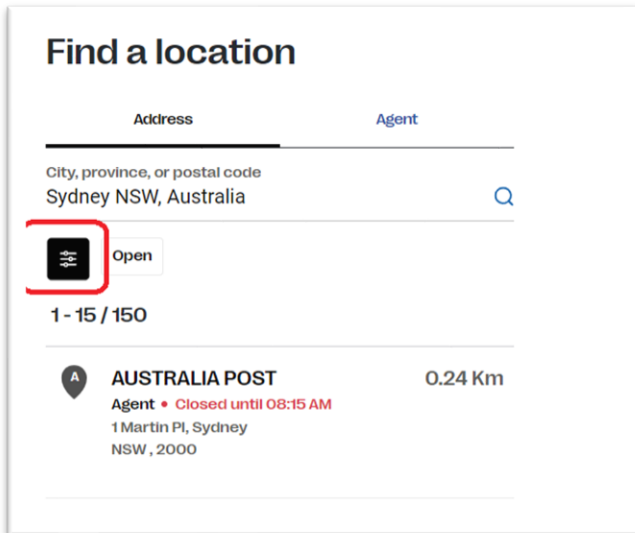 Find a location
Address Agent
City, province, or postal code
Sydney NSW, Australia
Open
1 - 15 / 150
A AUSTRALIA POST 0.24 Km
Agent • Closed until 08:15 AM
1 Martin Pl, Sydney
NSW , 2000